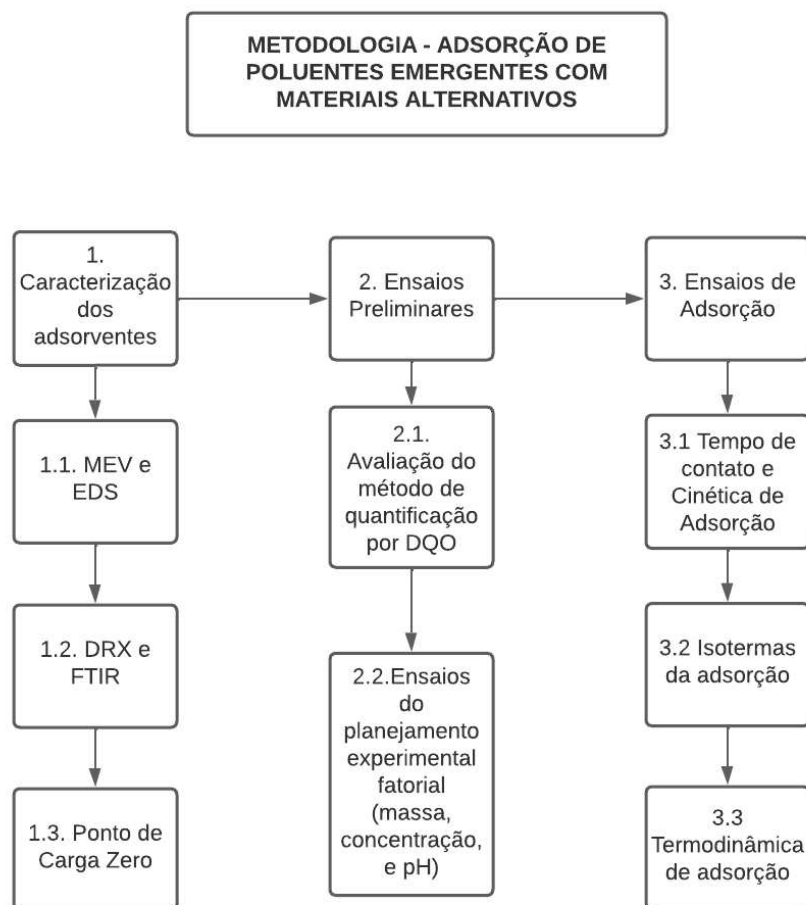 METODOLOGIA - ADSORÇÃO DE
POLUENTES EMERGENTES COM
MATERIAIS ALTERNATIVOS
1.
Caracterização
dos
adsorventes
2. Ensaios
Preliminares
3. Ensaios de
Adsorção
1.1. MEV e
EDS
2.1.
Avaliação do
método de
quantificação
por DQO
3.1 Tempo de
contato e
Cinética de
Adsorção
1.2. DRX e
FTIR
2.2.Ensaios
do
planejamento
experimental
fatorial
(massa,
concentração,
e pH)
3.2 Isotermas
da adsorção
1.3. Ponto de
Carga Zero
3.3
Termodinâmica
de adsorção